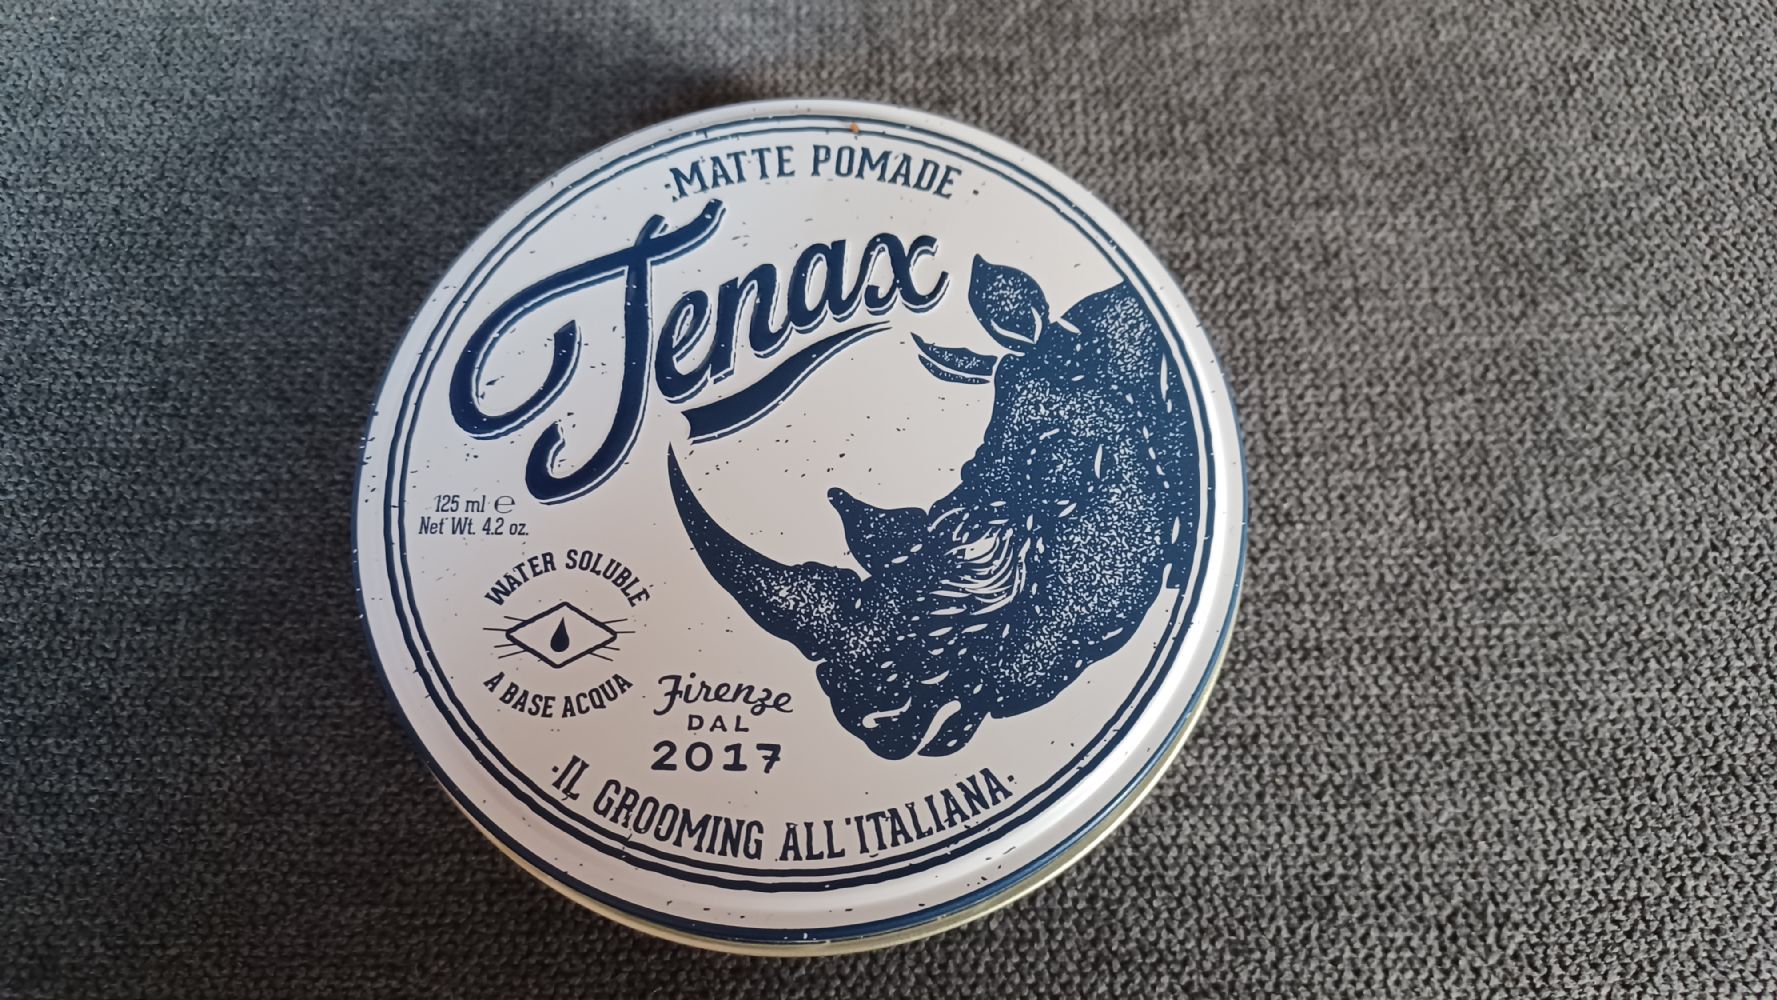 ·MATTE POMADE·
Tenax
125 ml ℮
Net Wt. 4.2 oz.
WATER SOLUBLE
A BASE ACQUA
Firenze
DAL
2017
·IL GROOMING ALL'ITALIANA·